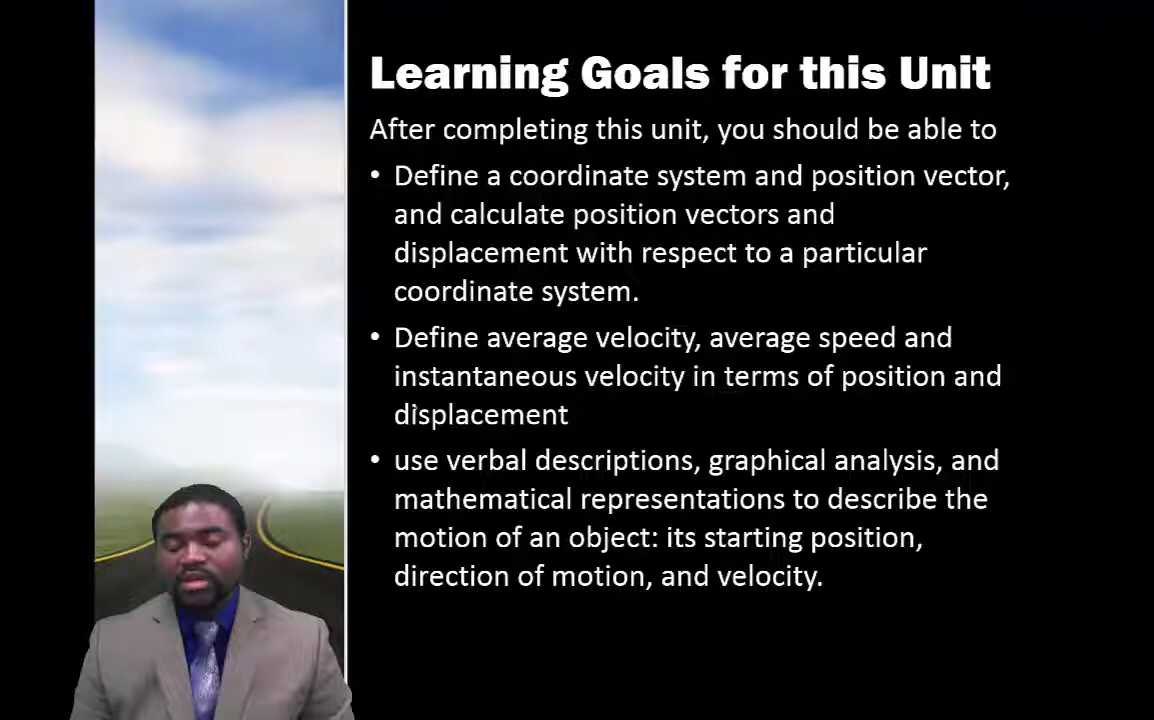 Learning Goals for this Unit
After completing this unit, you should be able to
• Define a coordinate system and position vector,
and calculate position vectors and
displacement with respect to a particular
coordinate system.
• Define average velocity, average speed and
instantaneous velocity in terms of position and
displacement
• use verbal descriptions, graphical analysis, and
mathematical representations to describe the
motion of an object: its starting position,
direction of motion, and velocity.